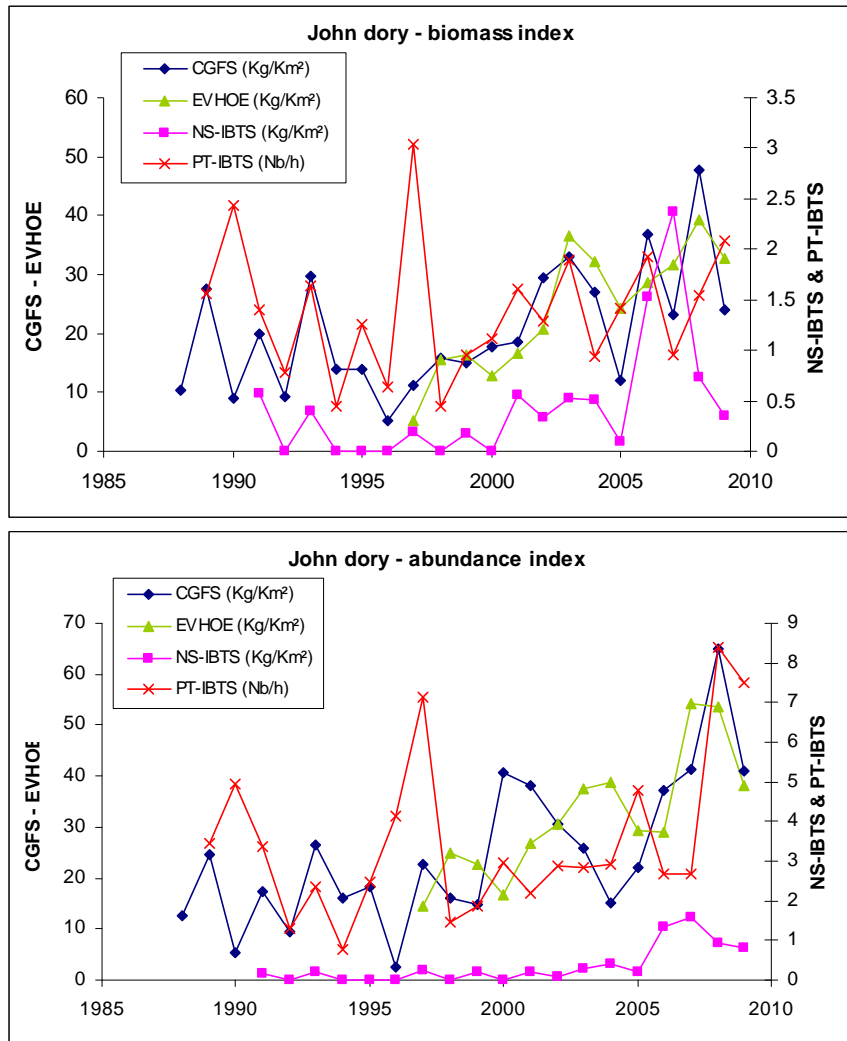 John dory - biomass index
CGFS (Kg/Km²)
EVHOE (Kg/Km²)
NS-IBTS (Kg/Km²)
PT-IBTS (Nb/h)
60
50
40
30
20
10
0
CGFS - EVHOE
3.5
3
2.5
2
1.5
1
0.5
0
NS-IBTS & PT-IBTS
1985 1990 1995 2000 2005 2010
John dory - abundance index
CGFS (Kg/Km²)
EVHOE (Kg/Km²)
NS-IBTS (Kg/Km²)
PT-IBTS (Nb/h)
70
60
50
40
30
20
10
0
CGFS - EVHOE
9
8
7
6
5
4
3
2
1
0
NS-IBTS & PT-IBTS
1985 1990 1995 2000 2005 2010